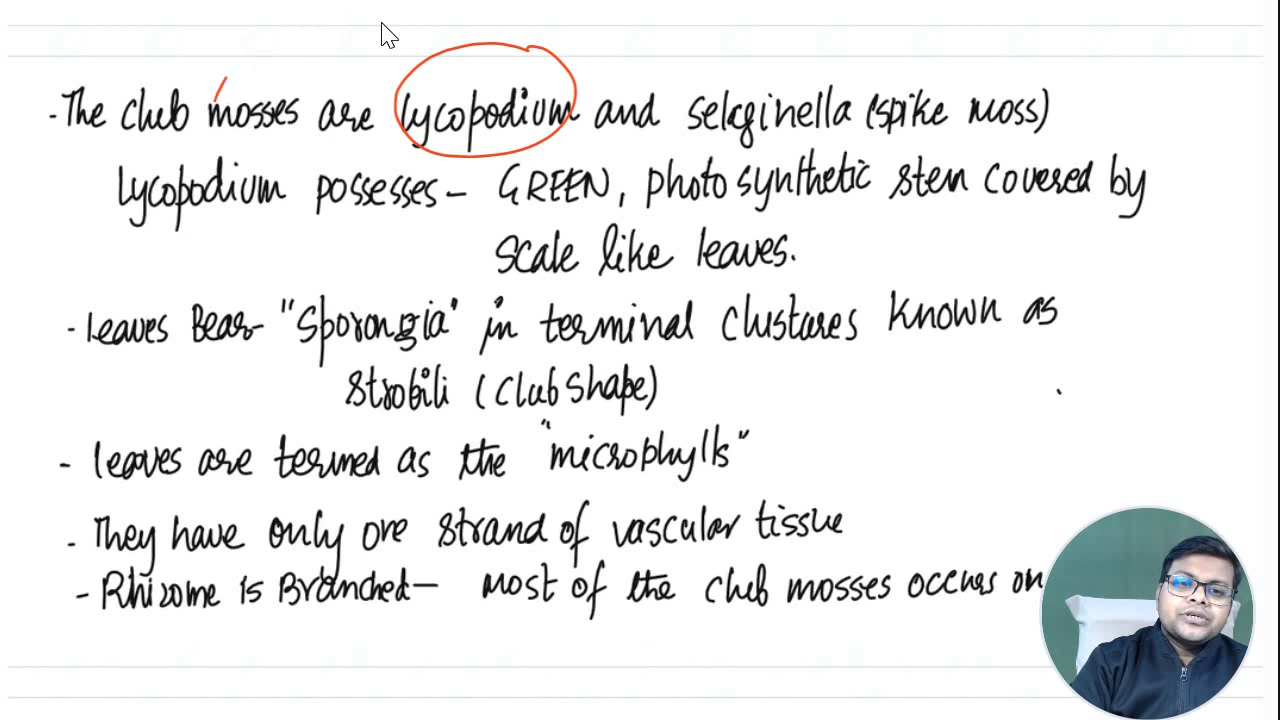 - The club mosses are lycopodium and selaginella (spike moss)
Lycopodium possesses - GREEN, photosynthetic stem covered by
scale like leaves.
- leaves Bear - "Sporongia" in terminal clustares known as
Strobili (Club Shape)
- leaves are termed as the "microphylls"
- They have only one strand of vascular tissue
- Rhizome is Branched - most of the club mosses occurs on